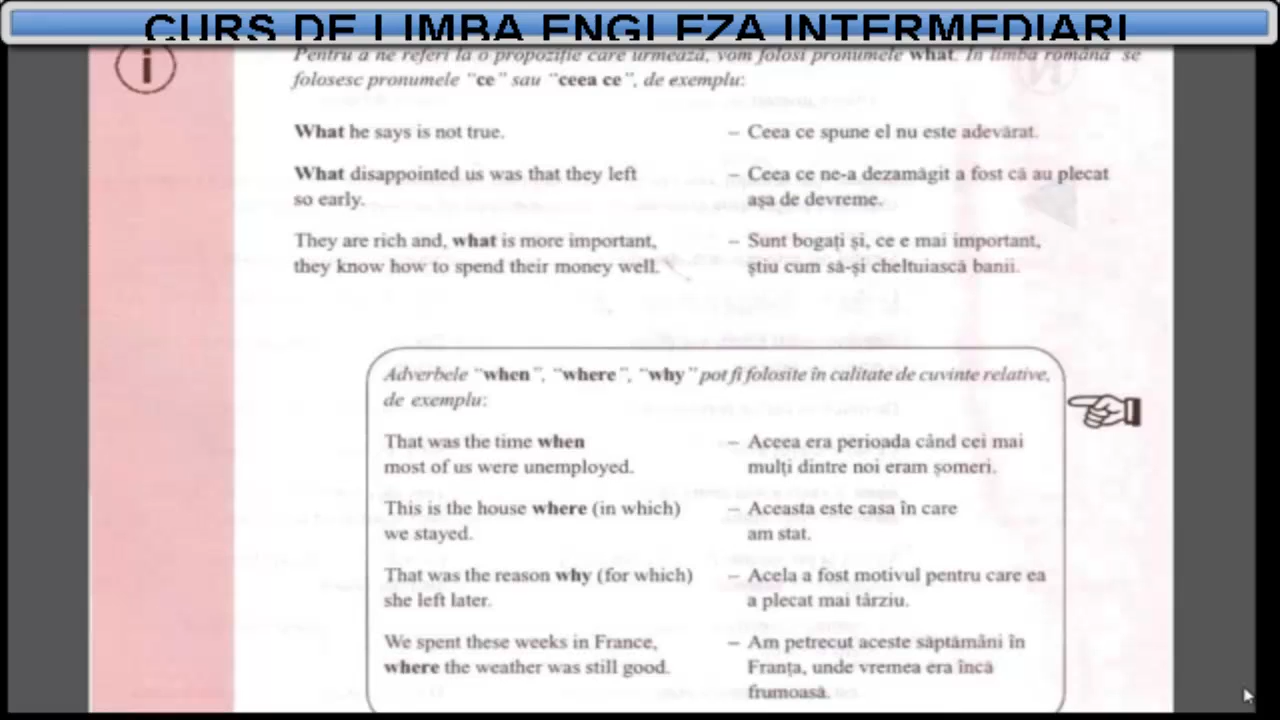 CURS DE LIMBA ENGLEZA INTERMEDIARI
i
Pentru a ne referi la o propoziție care urmează, vom folosi pronumele what. În limba română se
folosesc pronumele “ce” sau “ceea ce”, de exemplu:
What he says is not true.
– Ceea ce spune el nu este adevărat.
What disappointed us was that they left
so early.
– Ceea ce ne-a dezamăgit a fost că au plecat
așa de devreme.
They are rich and, what is more important,
they know how to spend their money well.
– Sunt bogați și, ce e mai important,
știu cum să-și cheltuiască banii.
Adverbele “when”, “where”, “why” pot fi folosite în calitate de cuvinte relative,
de exemplu:
That was the time when
most of us were unemployed.
– Aceea era perioada când cei mai
mulți dintre noi eram șomeri.
This is the house where (in which)
we stayed.
– Aceasta este casa în care
am stat.
That was the reason why (for which)
she left later.
– Acela a fost motivul pentru care ea
a plecat mai târziu.
We spent these weeks in France,
where the weather was still good.
– Am petrecut aceste săptămâni în
Franța, unde vremea era încă
frumoasă.